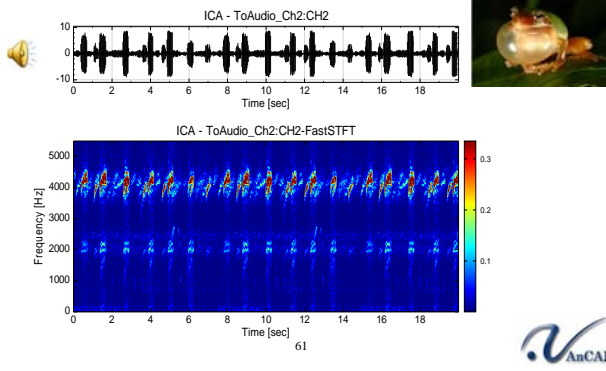 ICA - ToAudio_Ch2:CH2
10
0
-10
0 2 4 6 8 10 12 14 16 18
Time [sec]
ICA - ToAudio_Ch2:CH2-FastSTFT
Frequency [Hz]
5000
4000
3000
2000
1000
0
0.3
0.2
0.1
0 2 4 6 8 10 12 14 16 18
Time [sec]
61